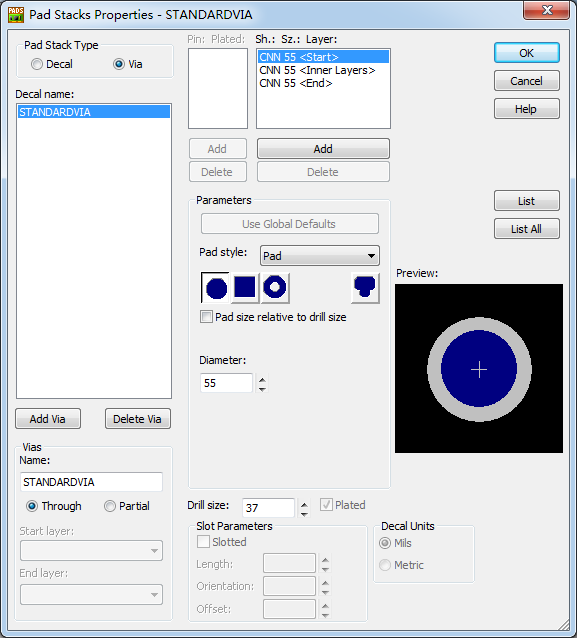 PADS
Pad Stacks Properties - STANDARDVIA
Pad Stack Type
Decal
Via
Decal name:
STANDARDVIA
Add Via
Delete Via
Vias
Name:
STANDARDVIA
Through
Partial
Start layer:
End layer:
Pin: Plated:
Sh.: Sz.: Layer:
CNN 55 <Start>
CNN 55 <Inner Layers>
CNN 55 <End>
Add
Add
Delete
Delete
Parameters
Use Global Defaults
Pad style:
Pad
Pad size relative to drill size
Diameter:
55
Drill size:
37
Plated
Slot Parameters
Slotted
Length:
Orientation:
Offset:
Decal Units
Mils
Metric
OK
Cancel
Help
List
List All
Preview: